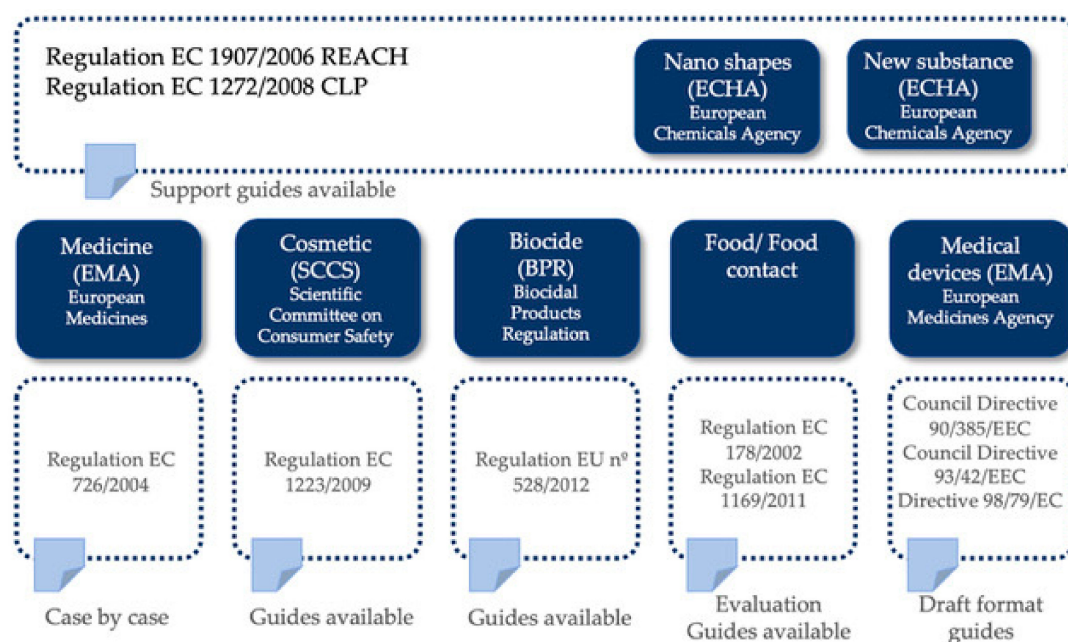 Regulation EC 1907/2006 REACH
Regulation EC 1272/2008 CLP
Nano shapes
(ECHA)
European
Chemicals Agency
New substance
(ECHA)
European
Chemicals Agency
Support guides available
Medicine
(EMA)
European
Medicines
Cosmetic
(SCCS)
Scientific
Committee on
Consumer Safety
Biocide
(BPR)
Biocidal
Products
Regulation
Food/ Food
contact
Medical
devices (EMA)
European
Medicines Agency
Regulation EC
726/2004
Regulation EC
1223/2009
Regulation EU nº
528/2012
Regulation EC
178/2002
Regulation EC
1169/2011
Council Directive
90/385/EEC
Council Directive
93/42/EEC
Directive 98/79/EC
Case by case
Guides available
Guides available
Evaluation
Guides available
Draft format
guides